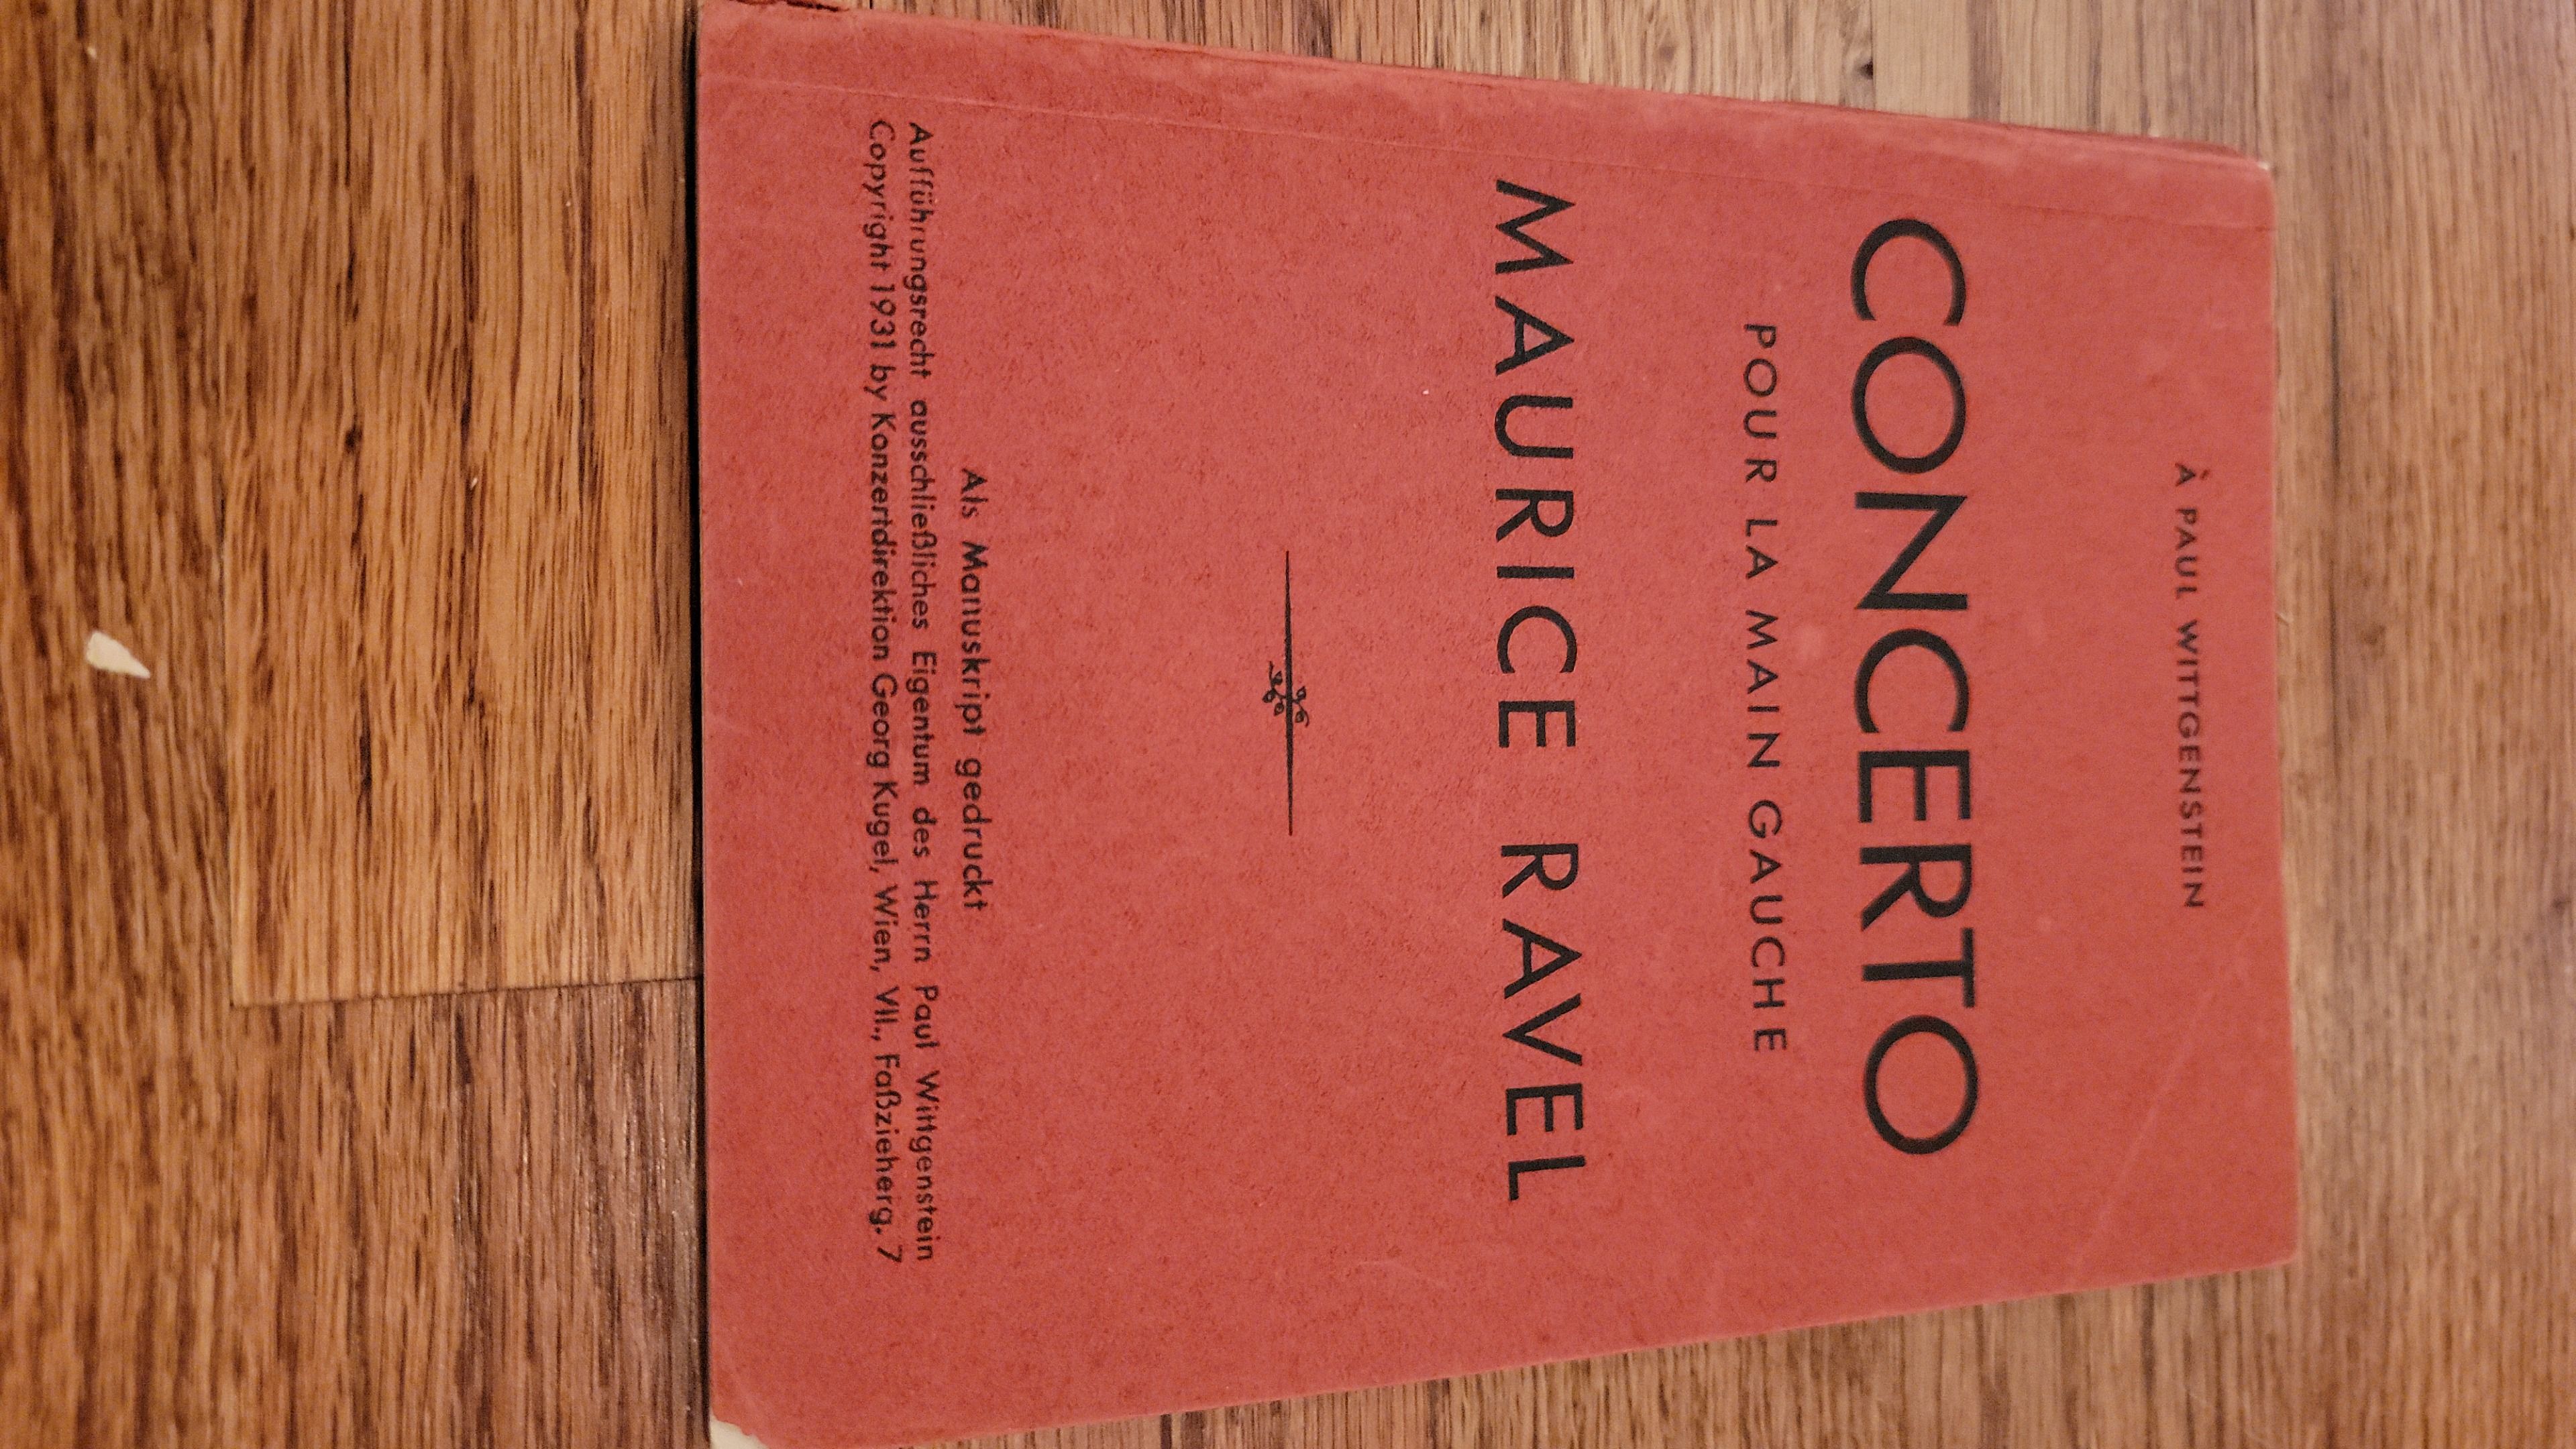 À PAUL WITTGENSTEIN
CONCERTO
POUR LA MAIN GAUCHE
MAURICE RAVEL
Als Manuskript gedruckt
Aufführungsrecht ausschließliches Eigentum des Herrn Paul Wittgenstein
Copyright 1931 by Konzertdirektion Georg Kugel, Wien, VII., Faßzieherg. 7